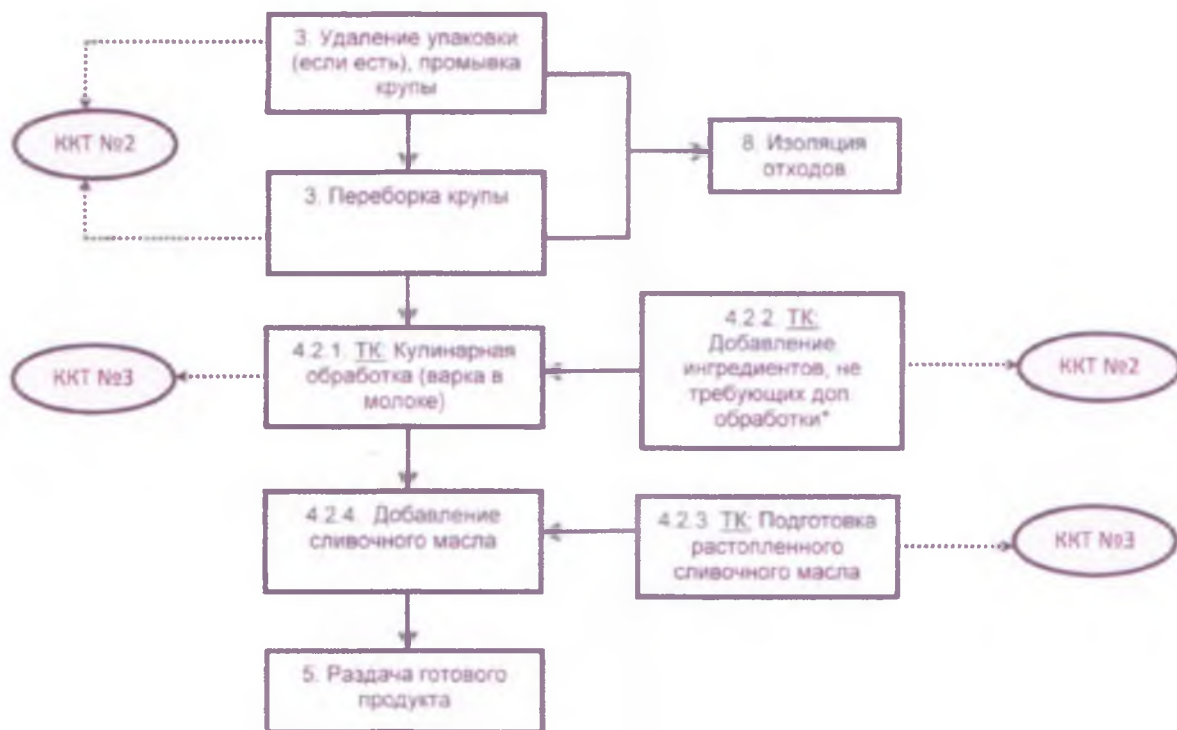 3. Удаление упаковки
(если есть), промывка
крупы
ККТ №2
8. Изоляция
отходов
3. Переборка крупы
4.2.1. ТК: Кулинарная
обработка (варка в
молоке)
ККТ №3
4.2.2. ТК:
Добавление
ингредиентов, не
требующих доп
обработки*
ККТ №2
4.2.4. Добавление
сливочного масла
4.2.3. ТК: Подготовка
растопленного
сливочного масла
ККТ №3
5. Раздача готового
продукта